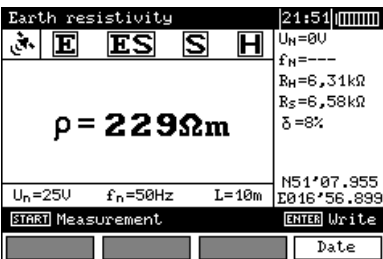 Earth resistivity 21:51
E ES S H
UN=0V
fN=---
RH=6,31kΩ
RS=6,58kΩ
δ=8%
ρ = 229Ωm
N51°07.955
E016°56.899
Un=25V fn=50Hz L=10m
START Measurement ENTER Write
Date